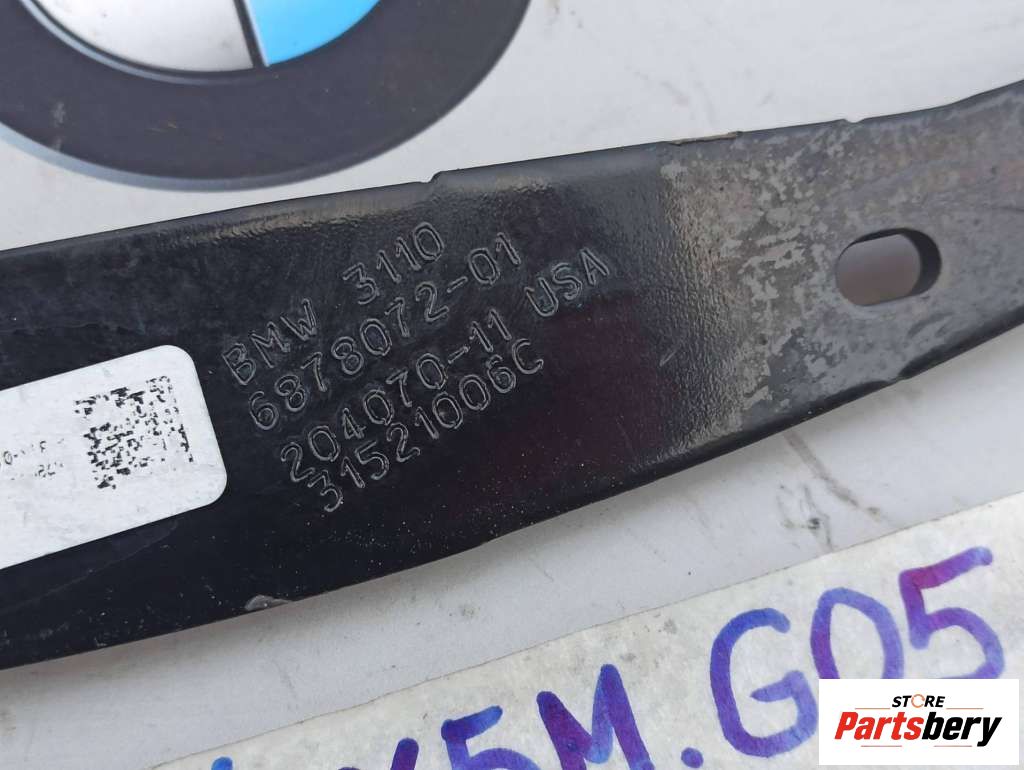 BMW 3110
6878072-01
204070-11 USA
31521006C
X5M.G05
STORE
Partsbery